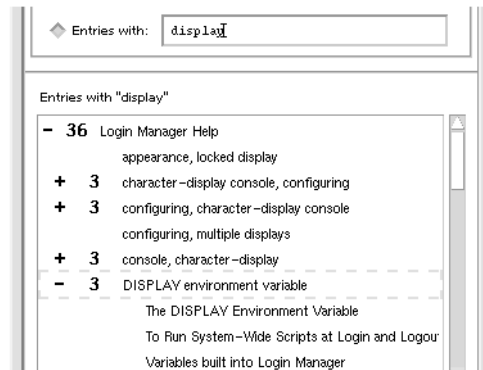 Entries with: display
Entries with "display"
- 36 Login Manager Help
appearance, locked display
+ 3 character-display console, configuring
+ 3 configuring, character-display console
configuring, multiple displays
+ 3 console, character-display
- 3 DISPLAY environment variable
The DISPLAY Environment Variable
To Run System-Wide Scripts at Login and Logou
Variables built into Login Manager